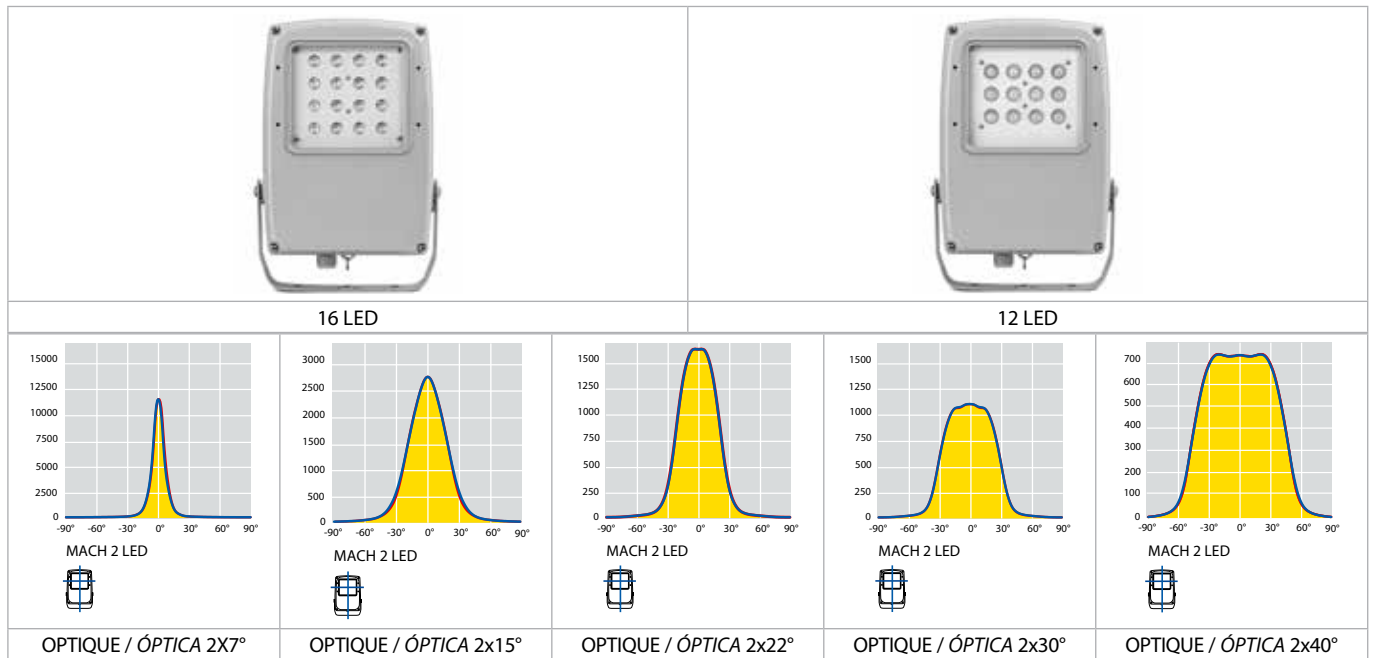 16 LED
12 LED
15000
12500
10000
7500
5000
2500
0
-90° -60° -30° 0° 30° 60° 90°
MACH 2 LED
OPTIQUE / ÓPTICA 2X7°
3000
2500
2000
1500
1000
500
0
-90° -60° -30° 0° 30° 60° 90°
MACH 2 LED
OPTIQUE / ÓPTICA 2x15°
1500
1250
1000
750
500
250
0
-90° -60° -30° 0° 30° 60° 90°
MACH 2 LED
OPTIQUE / ÓPTICA 2x22°
1500
1250
1000
750
500
250
0
-90° -60° -30° 0° 30° 60° 90°
MACH 2 LED
OPTIQUE / ÓPTICA 2x30°
700
600
500
400
300
200
100
0
-90° -60° -30° 0° 30° 60° 90°
MACH 2 LED
OPTIQUE / ÓPTICA 2x40°